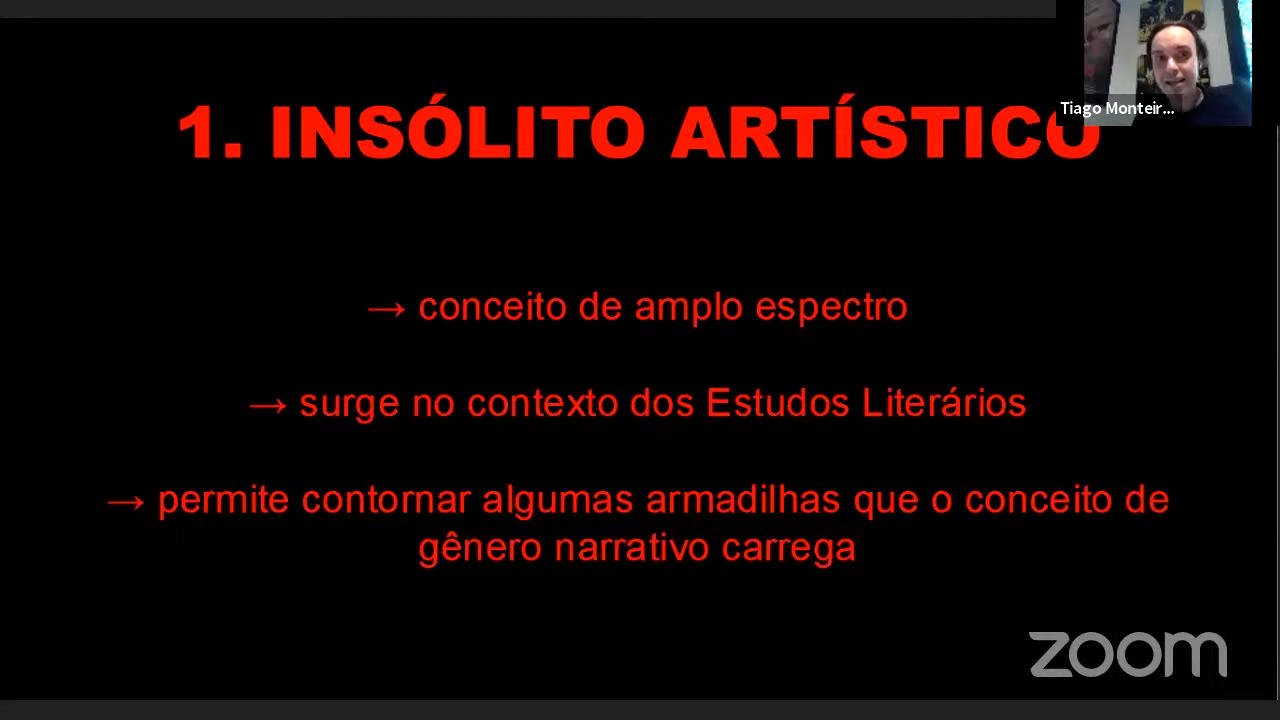 1. INSÓLITO ARTÍSTICO
Tiago Monteir...
→ conceito de amplo espectro
→ surge no contexto dos Estudos Literários
→ permite contornar algumas armadilhas que o conceito de
gênero narrativo carrega
zoom